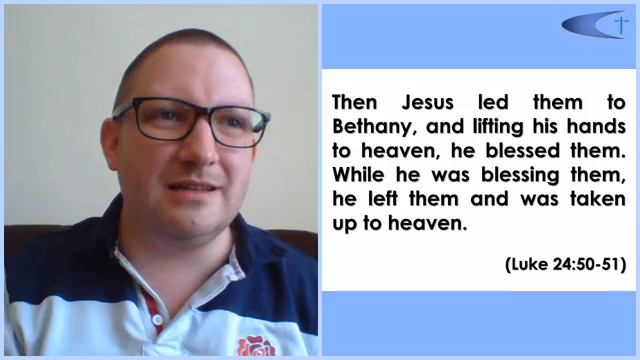 Then Jesus led them to
Bethany, and lifting his hands
to heaven, he blessed them.
While he was blessing them,
he left them and was taken
up to heaven.
(Luke 24:50-51)